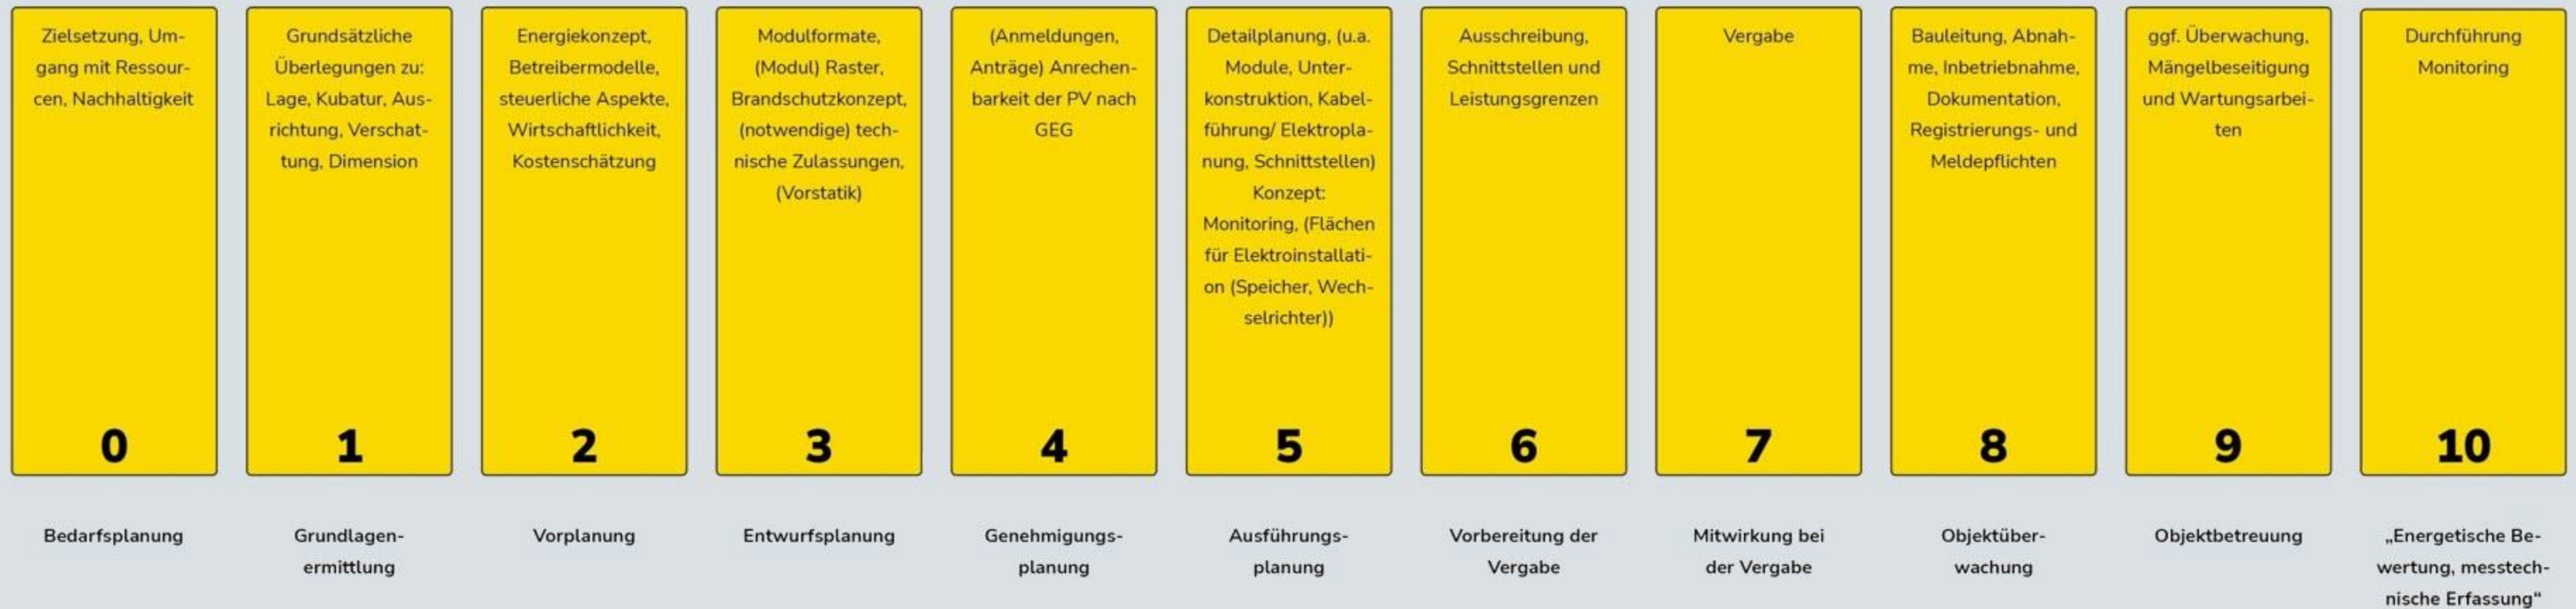 Zielsetzung, Um-
gang mit Ressour-
cen, Nachhaltigkeit
0
Bedarfsplanung
Grundsätzliche
Überlegungen zu:
Lage, Kubatur, Aus-
richtung, Verschat-
tung, Dimension
1
Grundlagen-
ermittlung
Energiekonzept,
Betreibermodelle,
steuerliche Aspekte,
Wirtschaftlichkeit,
Kostenschätzung
2
Vorplanung
Modulformate,
(Modul) Raster,
Brandschutzkonzept,
(notwendige) tech-
nische Zulassungen,
(Vorstatik)
3
Entwurfsplanung
(Anmeldungen,
Anträge) Anrechen-
barkeit der PV nach
GEG
4
Genehmigungs-
planung
Detailplanung, (u.a.
Module, Unter-
konstruktion, Kabel-
führung/ Elektropla-
nung, Schnittstellen)
Konzept:
Monitoring, (Flächen
für Elektroinstallati-
on (Speicher, Wech-
selrichter))
5
Ausführungs-
planung
Ausschreibung,
Schnittstellen und
Leistungsgrenzen
6
Vorbereitung der
Vergabe
Vergabe
7
Mitwirkung bei
der Vergabe
Bauleitung, Abnah-
me, Inbetriebnahme,
Dokumentation,
Registrierungs- und
Meldepflichten
8
Objektüber-
wachung
ggf. Überwachung,
Mängelbeseitigung
und Wartungsarbei-
ten
9
Objektbetreuung
Durchführung
Monitoring
10
„Energetische Be-
wertung, messtech-
nische Erfassung“